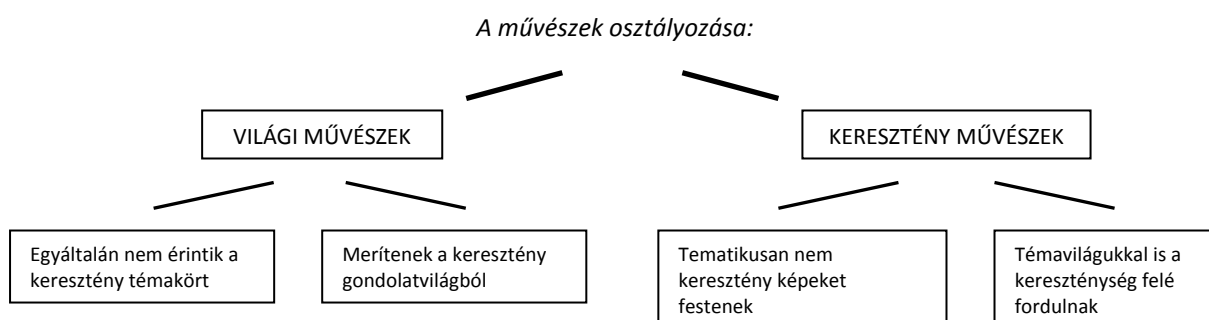 A művészek osztályozása:
VILÁGI MŰVÉSZEK
KERESZTÉNY MŰVÉSZEK
Egyáltalán nem érintik a
keresztény témakört
Merítenek a keresztény
gondolatvilágból
Tematikusan nem
keresztény képeket
festenek
Témavilágukkal is a
kereszténység felé
fordulnak